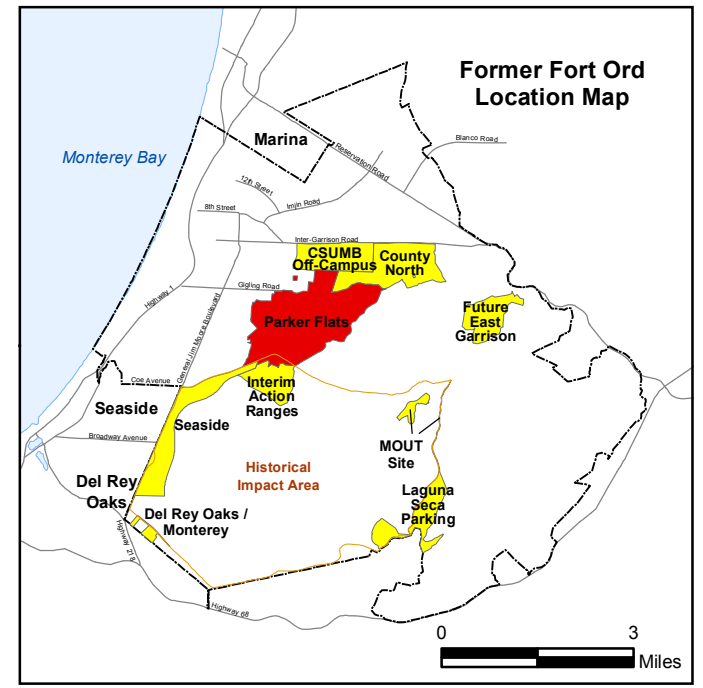 Former Fort Ord
Location Map
Marina
Blanco Road
Monterey Bay
Reservation Road
12th Street
Imjin Road
8th Street
Inter-Garrison Road
CSUMB
Off-Campus
County
North
Gigling Road
Highway 1
General Jim Moore Boulevard
Parker Flats
Future
East
Garrison
Coe Avenue
Interim
Action
Ranges
Seaside
Seaside
Broadway Avenue
MOUT
Site
Historical
Impact Area
Del Rey
Oaks
Laguna
Seca
Parking
Del Rey Oaks /
Monterey
Highway 218
Highway 68
0
3
Miles